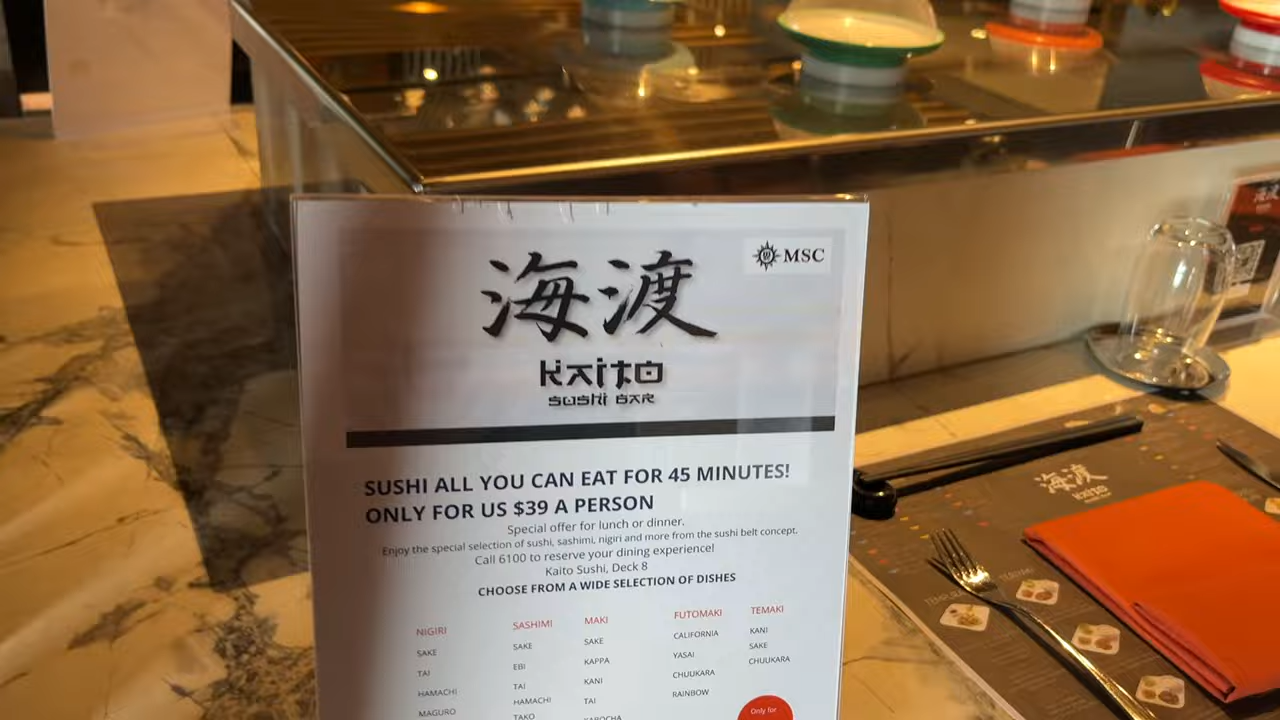 海渡
MSC
KAITO
SUSHI BAR
SUSHI ALL YOU CAN EAT FOR 45 MINUTES!
ONLY FOR US $39 A PERSON
Special offer for lunch or dinner.
Enjoy the special selection of sushi, sashimi, nigiri and more from the sushi belt concept.
Call 6100 to reserve your dining experience!
Kaito Sushi, Deck 8
CHOOSE FROM A WIDE SELECTION OF DISHES
NIGIRI
SAKE
TAI
HAMACHI
MAGURO
SASHIMI
SAKE
EBI
TAI
HAMACHI
TAKO
MAKI
SAKE
KAPPA
KANI
TAI
FUTOMAKI
CALIFORNIA
YASAI
CHUUKARA
RAINBOW
TEMAKI
KANI
SAKE
CHUUKARA
Only for
海渡
KAITO